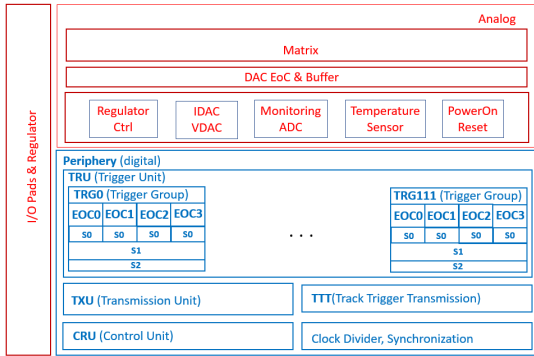 Analog
Matrix
DAC EoC & Buffer
Regulator Ctrl
IDAC VDAC
Monitoring ADC
Temperature Sensor
PowerOn Reset
I/O Pads & Regulator
Periphery (digital)
TRU (Trigger Unit)
TRG0 (Trigger Group)
EOC0 EOC1 EOC2 EOC3
S0 S0 S0 S0
S1
S2
. . .
TRG111 (Trigger Group)
EOC0 EOC1 EOC2 EOC3
S0 S0 S0 S0
S1
S2
TXU (Transmission Unit)
TTT(Track Trigger Transmission)
CRU (Control Unit)
Clock Divider, Synchronization